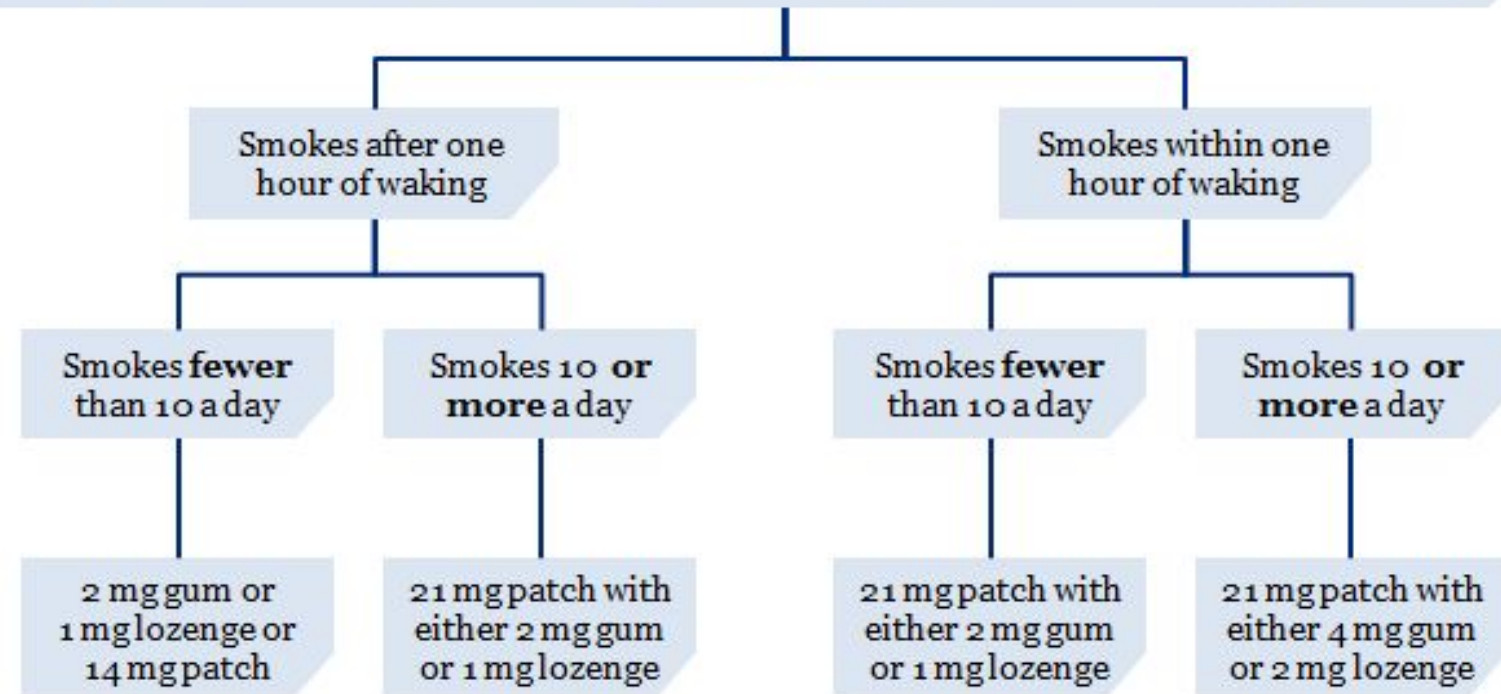 Smokes after one
hour of waking
Smokes within one
hour of waking
Smokes fewer
than 10 a day
Smokes 10 or
more a day
Smokes fewer
than 10 a day
Smokes 10 or
more a day
2 mg gum or
1 mg lozenge or
14 mg patch
21 mg patch with
either 2 mg gum
or 1 mg lozenge
21 mg patch with
either 2 mg gum
or 1 mg lozenge
21 mg patch with
either 4 mg gum
or 2 mg lozenge